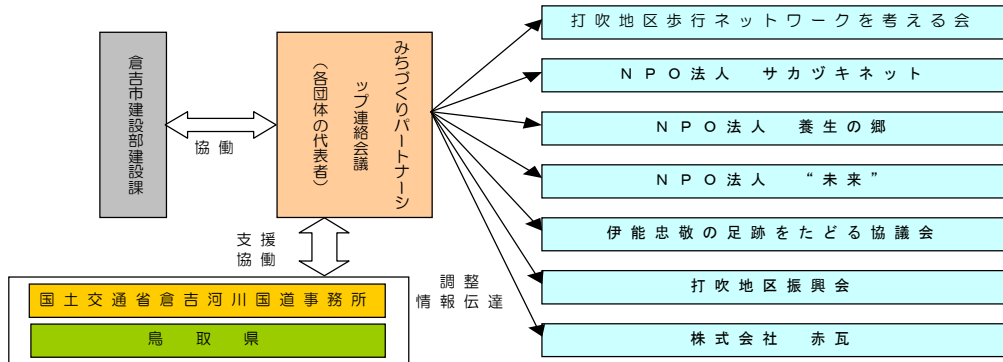 倉吉市建設部建設課
協働
みちづくりパートナーシ
ップ連絡会議
（各団体の代表者）
支援
協働
国土交通省倉吉河川国道事務所
鳥取県
調整
情報伝達
打吹地区歩行ネットワークを考える会
ＮＰＯ法人　サカヅキネット
ＮＰＯ法人　養生の郷
ＮＰＯ法人　“未来”
伊能忠敬の足跡をたどる協議会
打吹地区振興会
株式会社　赤瓦